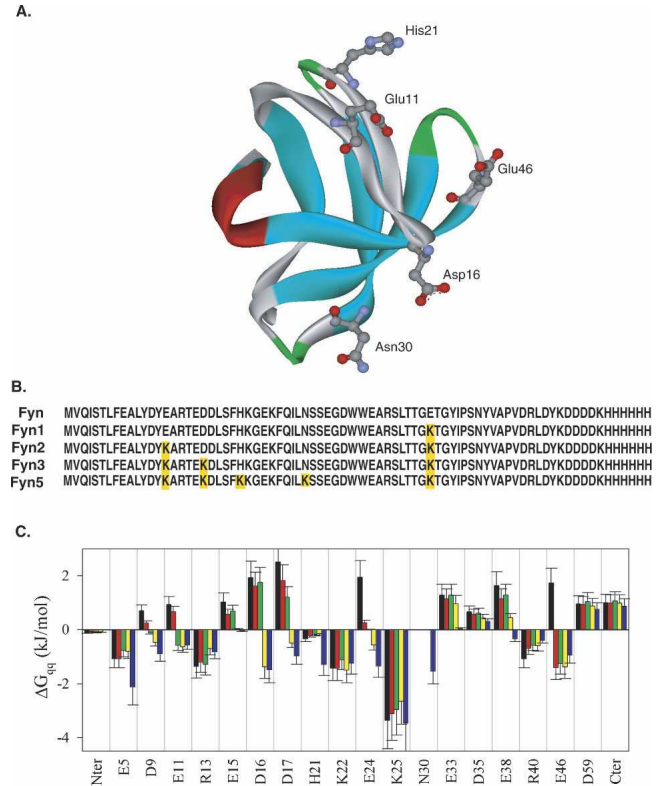 A.
His21
Glu11
Glu46
Asp16
Asn30
B.
Fyn MVQISTLFEALYDYEARTEDDLSFHKGEKFQILNSSEGDWWEARSLTTGETGYIPSNYVAPVDRLDYKDDDDKHHHHHH
Fyn1 MVQISTLFEALYDYEARTEDDLSFHKGEKFQILNSSEGDWWEARSLTTGKTGYIPSNYVAPVDRLDYKDDDDKHHHHHH
Fyn2 MVQISTLFEALYDYKARTEDDLSFHKGEKFQILNSSEGDWWEARSLTTGKTGYIPSNYVAPVDRLDYKDDDDKHHHHHH
Fyn3 MVQISTLFEALYDYKARTEKDLSFHKGEKFQILNSSEGDWWEARSLTTGKTGYIPSNYVAPVDRLDYKDDDDKHHHHHH
Fyn5 MVQISTLFEALYDYKARTEKDLSFKKGEKFQILKSSEGDWWEARSLTTGKTGYIPSNYVAPVDRLDYKDDDDKHHHHHH
C.
ΔGqq (kJ/mol)
2
0
-2
-4
Nter E5 D9 E11 R13 E15 D16 D17 H21 K22 E24 K25 N30 E33 D35 E38 R40 E46 D59 Cter